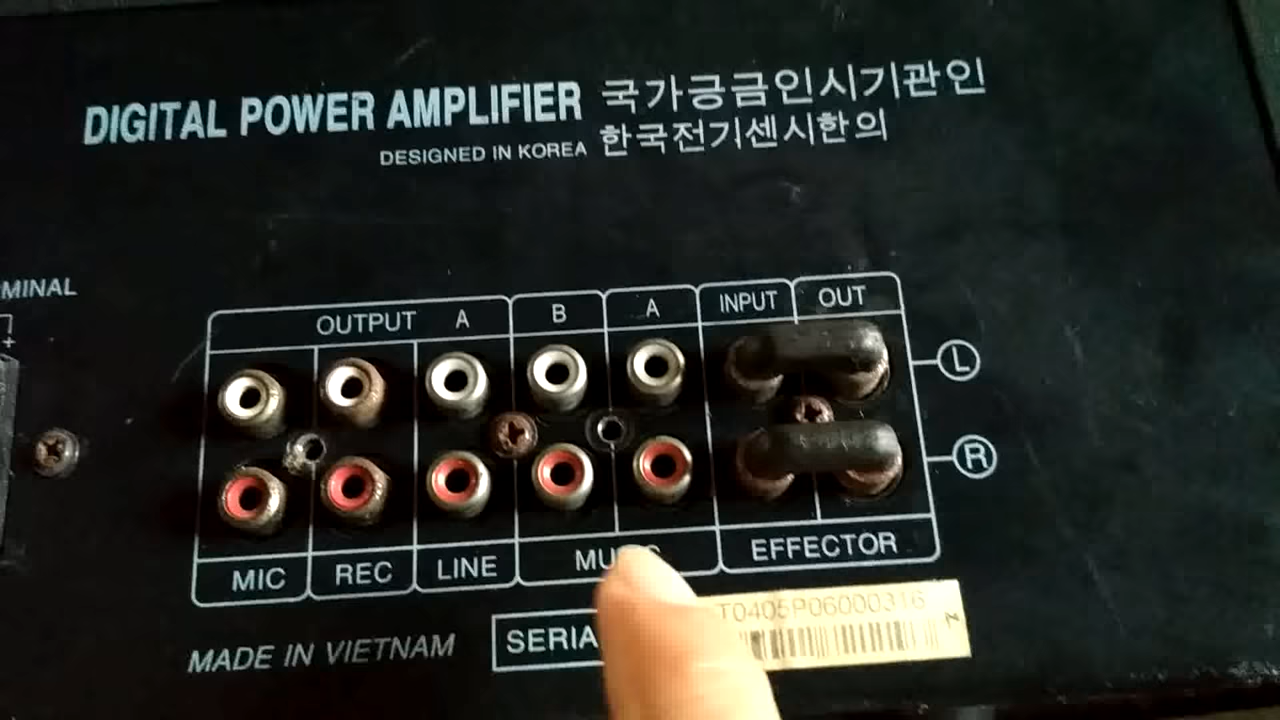 DIGITAL POWER AMPLIFIER 국가긍금인시기관인
DESIGNED IN KOREA 한국전기센시한의
MINAL
+
OUTPUT A B A INPUT OUT
L
R
MIC REC LINE EFFECTOR
MADE IN VIETNAM
T0405P06000316